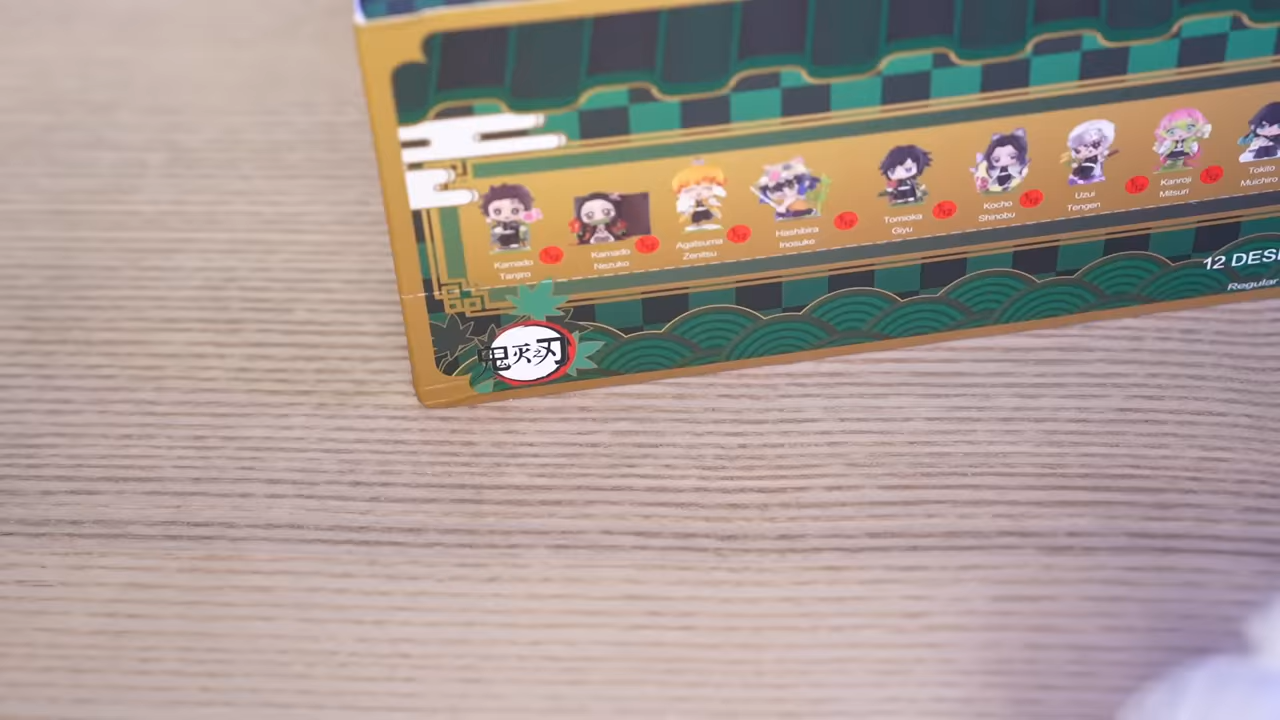 Kamado
Tanjiro
Kamado
Nezuko
Agatsuma
Zenitsu
Hashibira
Inosuke
Tomioka
Giyu
Kocho
Shinobu
Uzui
Tengen
Kanroji
Mitsuri
Tokito
Muichiro
12 DESI
Regular
鬼灭之刃